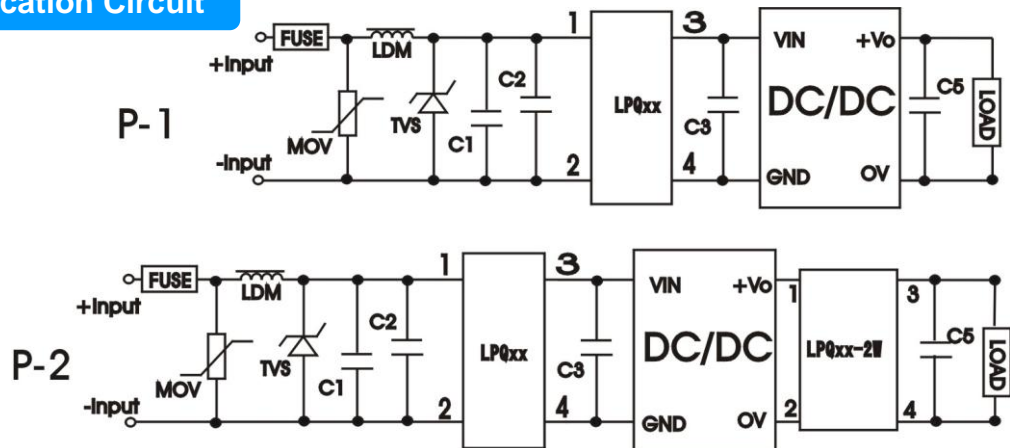 cation Circuit
P-1
+Input
FUSE
LDM
MOV
TVS
C1
C2
-Input
1
2
LPQxx
3
4
C3
VIN
+Vo
DC/DC
GND
OV
C5
LOAD
P-2
+Input
FUSE
LDM
MOV
TVS
C1
C2
-Input
1
2
LPQxx
3
4
C3
VIN
+Vo
DC/DC
GND
OV
1
2
LPQxx-2W
3
4
C5
LOAD